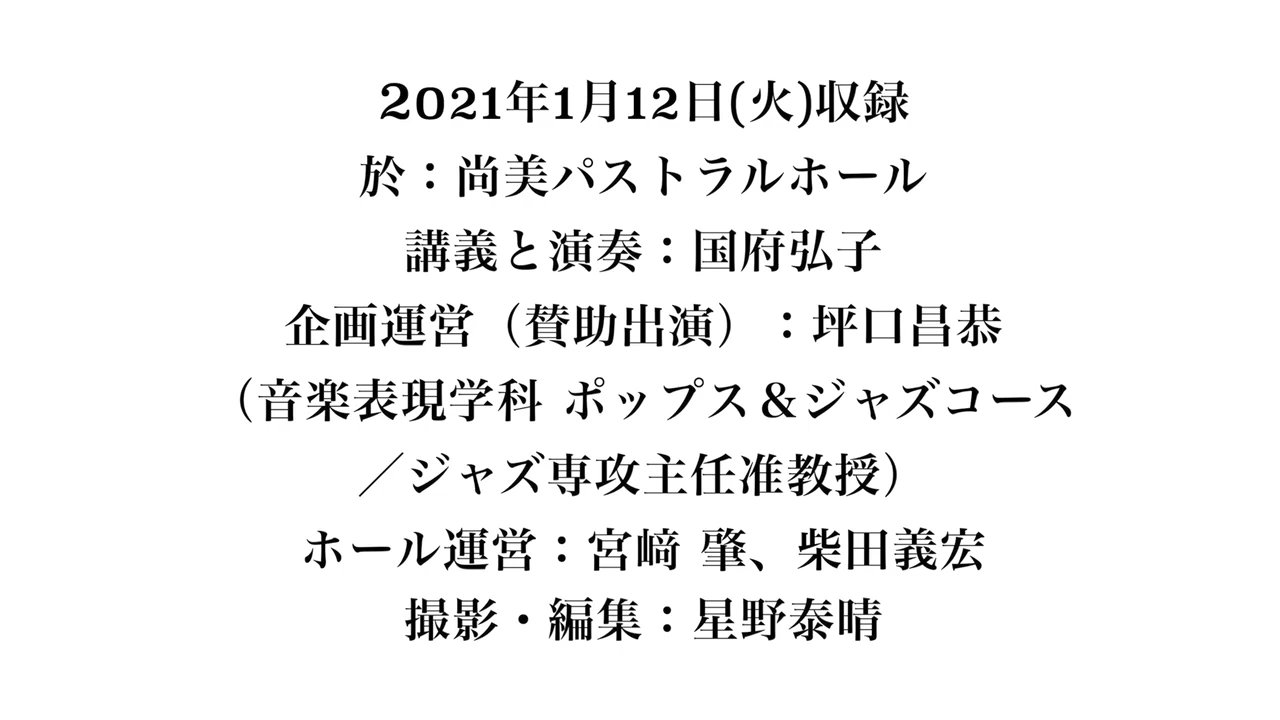 2021年1月12日(火)収録
於：尚美パストラルホール
講義と演奏：国府弘子
企画運営（賛助出演）：坪口昌恭
（音楽表現学科 ポップス＆ジャズコース
／ジャズ専攻主任准教授）
ホール運営：宮﨑 肇、柴田義宏
撮影・編集：星野泰晴